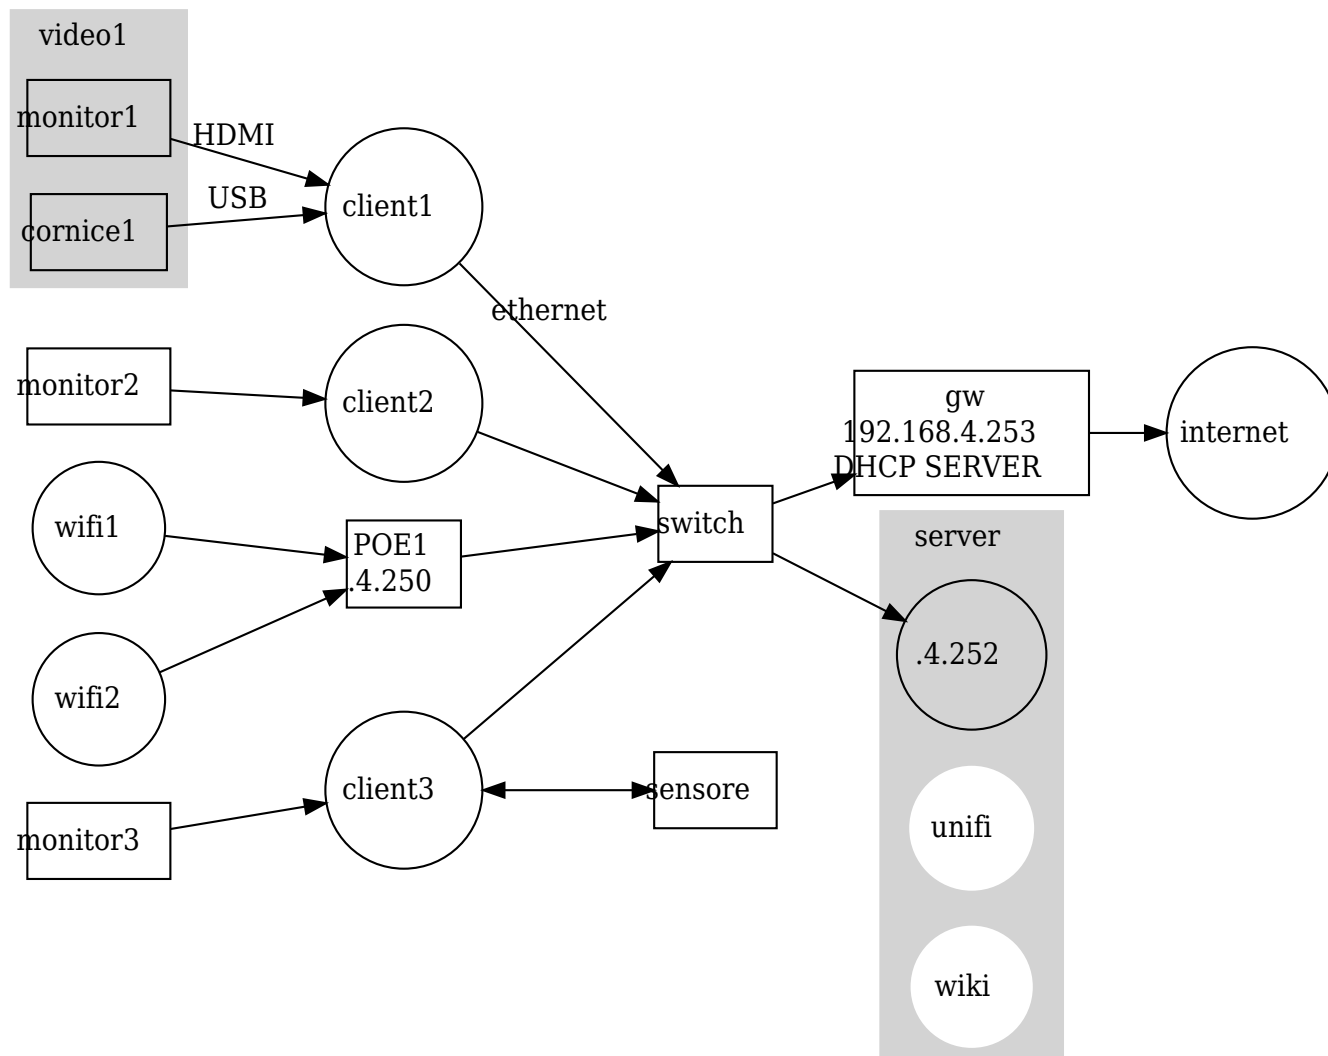 video1
monitor1
HDMI
cornice1
USB
client1
ethernet
monitor2
client2
gw
192.168.4.253
DHCP SERVER
internet
wifi1
POE1
.4.250
switch
server
.4.252
wifi2
client3
sensore
monitor3
unifi
wiki